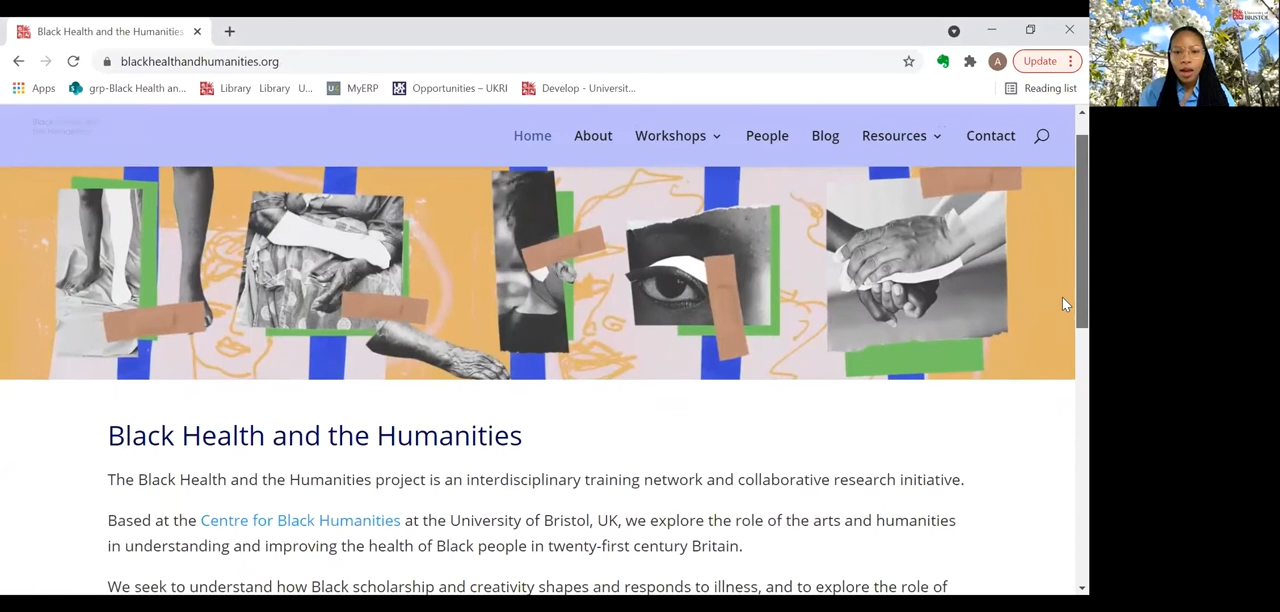 Black Health and the Humanities
blackhealthandhumanities.org
Update
Apps
grp-Black Health an...
Library Library U...
MyERP
Opportunities – UKRI
Develop - Universit...
Reading list
Home
About
Workshops
People
Blog
Resources
Contact
Black Health and the Humanities
The Black Health and the Humanities project is an interdisciplinary training network and collaborative research initiative.
Based at the Centre for Black Humanities at the University of Bristol, UK, we explore the role of the arts and humanities
in understanding and improving the health of Black people in twenty-first century Britain.
We seek to understand how Black scholarship and creativity shapes and responds to illness, and to explore the role of
A
University of
BRISTOL